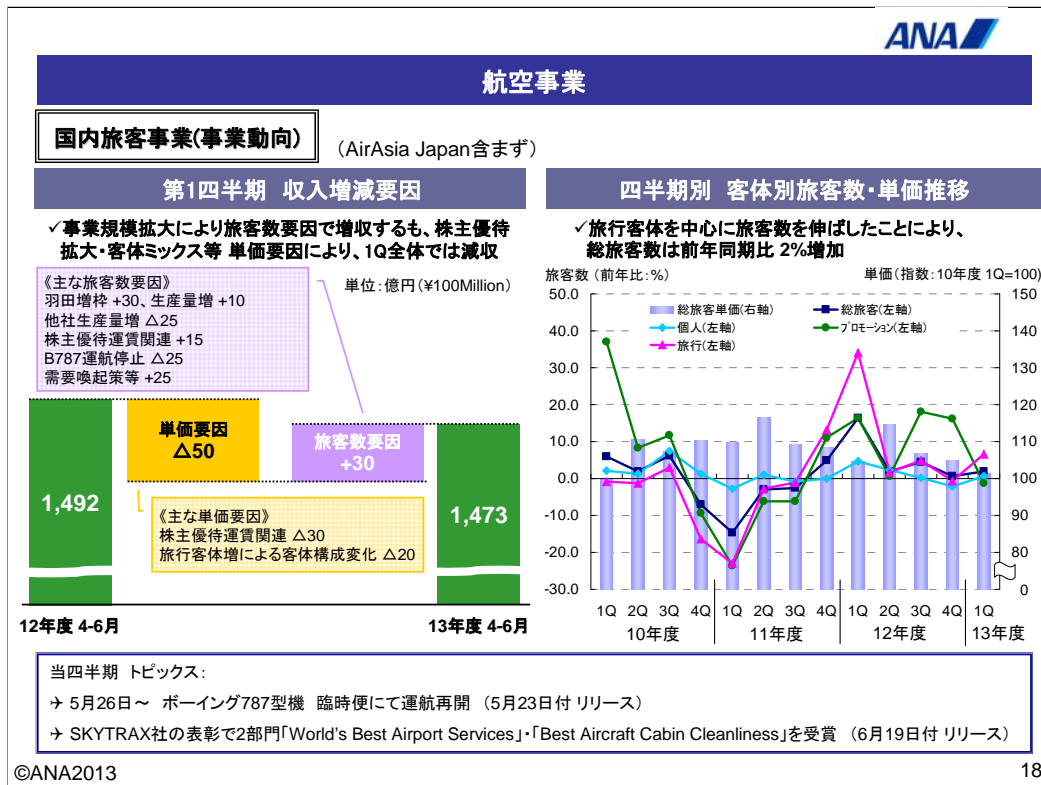 ANA
航空事業
国内旅客事業(事業動向)
（AirAsia Japan含まず）
第1四半期 収入増減要因
✓事業規模拡大により旅客数要因で増収するも、株主優待
拡大・客体ミックス等 単価要因により、1Q全体では減収
《主な旅客数要因》
羽田増枠 +30、生産量増 +10
他社生産量増 △25
株主優待運賃関連 +15
B787運航停止 △25
需要喚起策等 +25
単位：億円（¥100Million）
1,492
単価要因
△50
旅客数要因
+30
1,473
《主な単価要因》
株主優待運賃関連 △30
旅行客体増による客体構成変化 △20
12年度 4-6月
13年度 4-6月
四半期別 客体別旅客数・単価推移
✓旅行客体を中心に旅客数を伸ばしたことにより、
総旅客数は前年同期比 2%増加
旅客数（前年比：%）
単価（指数：10年度 1Q=100）
総旅客単価(右軸)
総旅客(左軸)
個人(左軸)
プロモーション(左軸)
旅行(左軸)
50.0
40.0
30.0
20.0
10.0
0.0
-10.0
-20.0
-30.0
150
140
130
120
110
100
90
80
0
1Q 2Q 3Q 4Q 1Q 2Q 3Q 4Q 1Q 2Q 3Q 4Q 1Q
10年度 11年度 12年度 13年度
当四半期 トピックス：
✈ 5月26日～ ボーイング787型機 臨時便にて運航再開 （5月23日付 リリース）
✈ SKYTRAX社の表彰で2部門「World's Best Airport Services」・「Best Aircraft Cabin Cleanliness」を受賞 （6月19日付 リリース）
©ANA2013
18